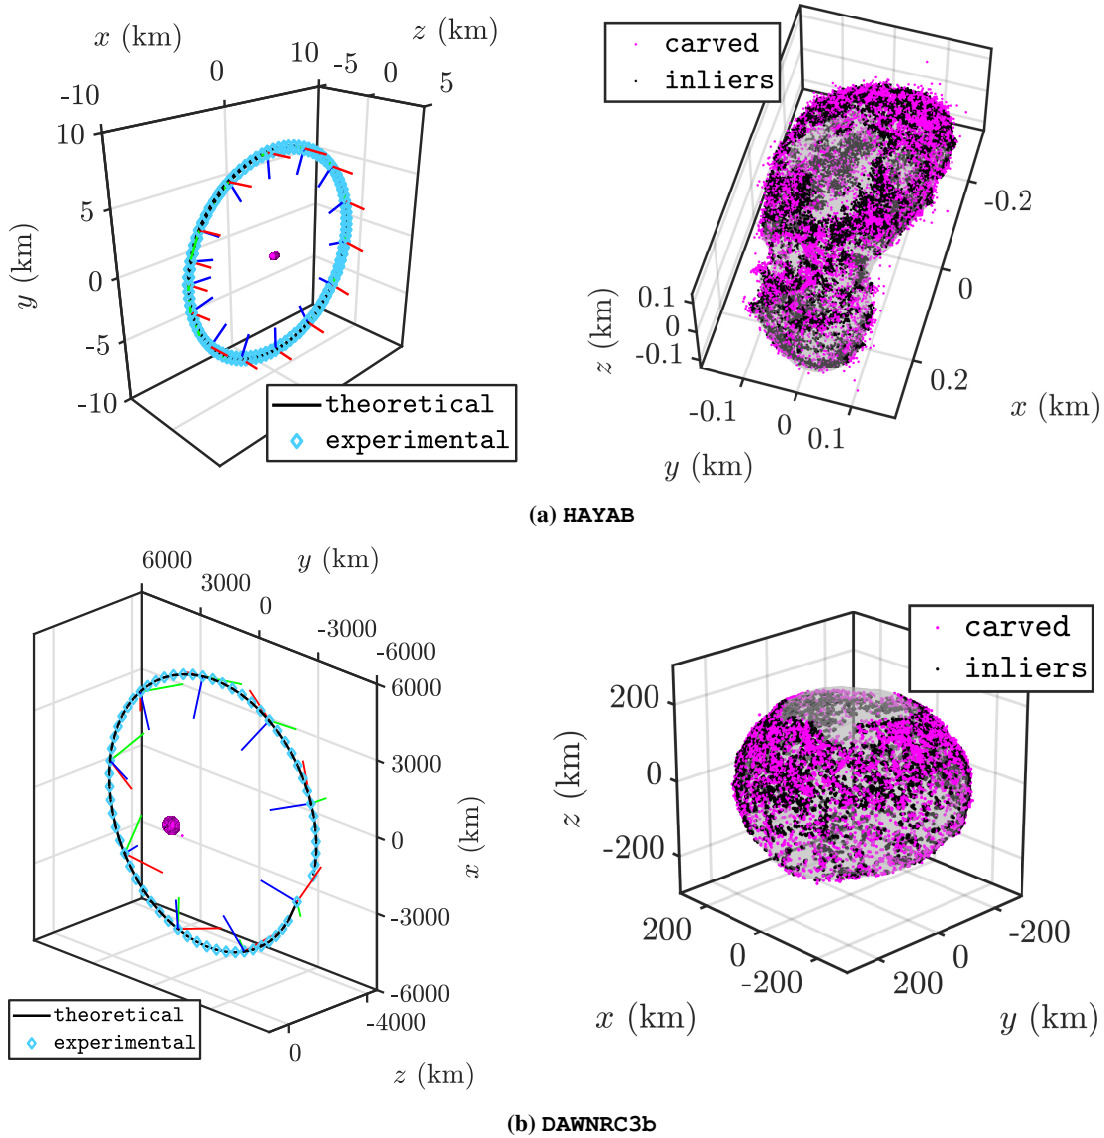 x (km)
z (km)
-10
0
10
-5
0
5
10
5
0
-5
-10
y (km)
theoretical
experimental
carved
inliers
-0.2
0
0.2
x (km)
0.1
0
-0.1
z (km)
-0.1
0
0.1
y (km)
(a) HAYAB
y (km)
6000
3000
0
-3000
-6000
6000
3000
0
-3000
-6000
x (km)
-4000
0
z (km)
theoretical
experimental
carved
inliers
200
0
-200
z (km)
200
0
-200
x (km)
-200
0
200
y (km)
(b) DAWNRC3b